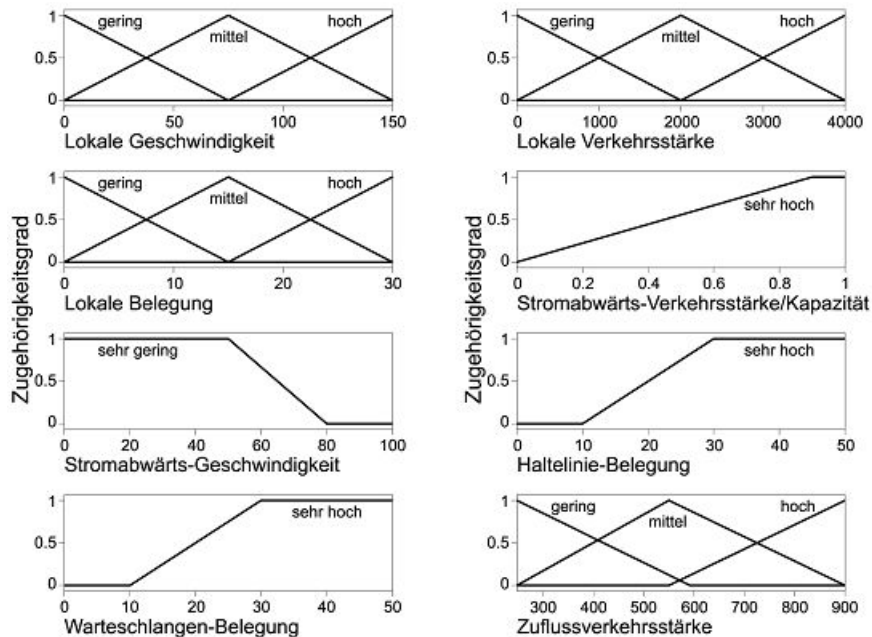 gering mittel hoch
1
0.5
0
0 50 100 150
Lokale Geschwindigkeit
gering mittel hoch
1
0.5
0
0 1000 2000 3000 4000
Lokale Verkehrsstärke
gering mittel hoch
1
0.5
0
0 10 20 30
Lokale Belegung
sehr hoch
1
0.5
0
0 0.2 0.4 0.6 0.8 1
Stromabwärts-Verkehrsstärke/Kapazität
Zugehörigkeitsgrad
Zugehörigkeitsgrad
sehr gering
1
0.5
0
0 20 40 60 80 100
Stromabwärts-Geschwindigkeit
sehr hoch
1
0.5
0
0 10 20 30 40 50
Haltelinie-Belegung
sehr hoch
1
0.5
0
0 10 20 30 40 50
Warteschlangen-Belegung
gering mittel hoch
1
0.5
0
300 400 500 600 700 800 900
Zuflussverkehrsstärke